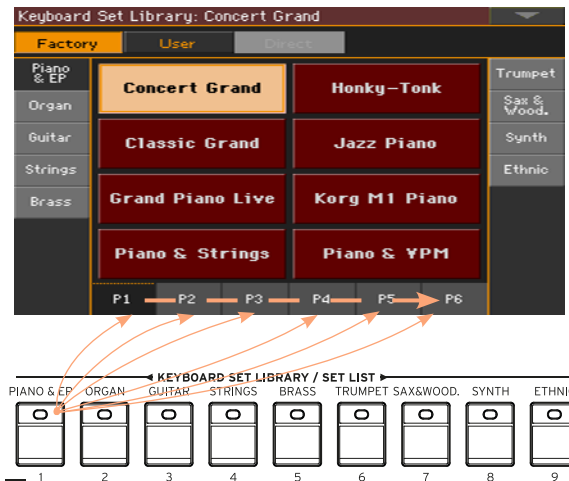 Keyboard Set Library: Concert Grand
Factory
User
Direct
Piano
& EP
Organ
Guitar
Strings
Brass
Concert Grand
Honky-Tonk
Classic Grand
Jazz Piano
Grand Piano Live
Korg M1 Piano
Piano & Strings
Piano & VPM
Trumpet
Sax &
Wood.
Synth
Ethnic
P1 P2 P3 P4 P5 P6
KEYBOARD SET LIBRARY / SET LIST
PIANO & EP ORGAN GUITAR STRINGS BRASS TRUMPET SAX&WOOD. SYNTH ETHNI
1 2 3 4 5 6 7 8 9